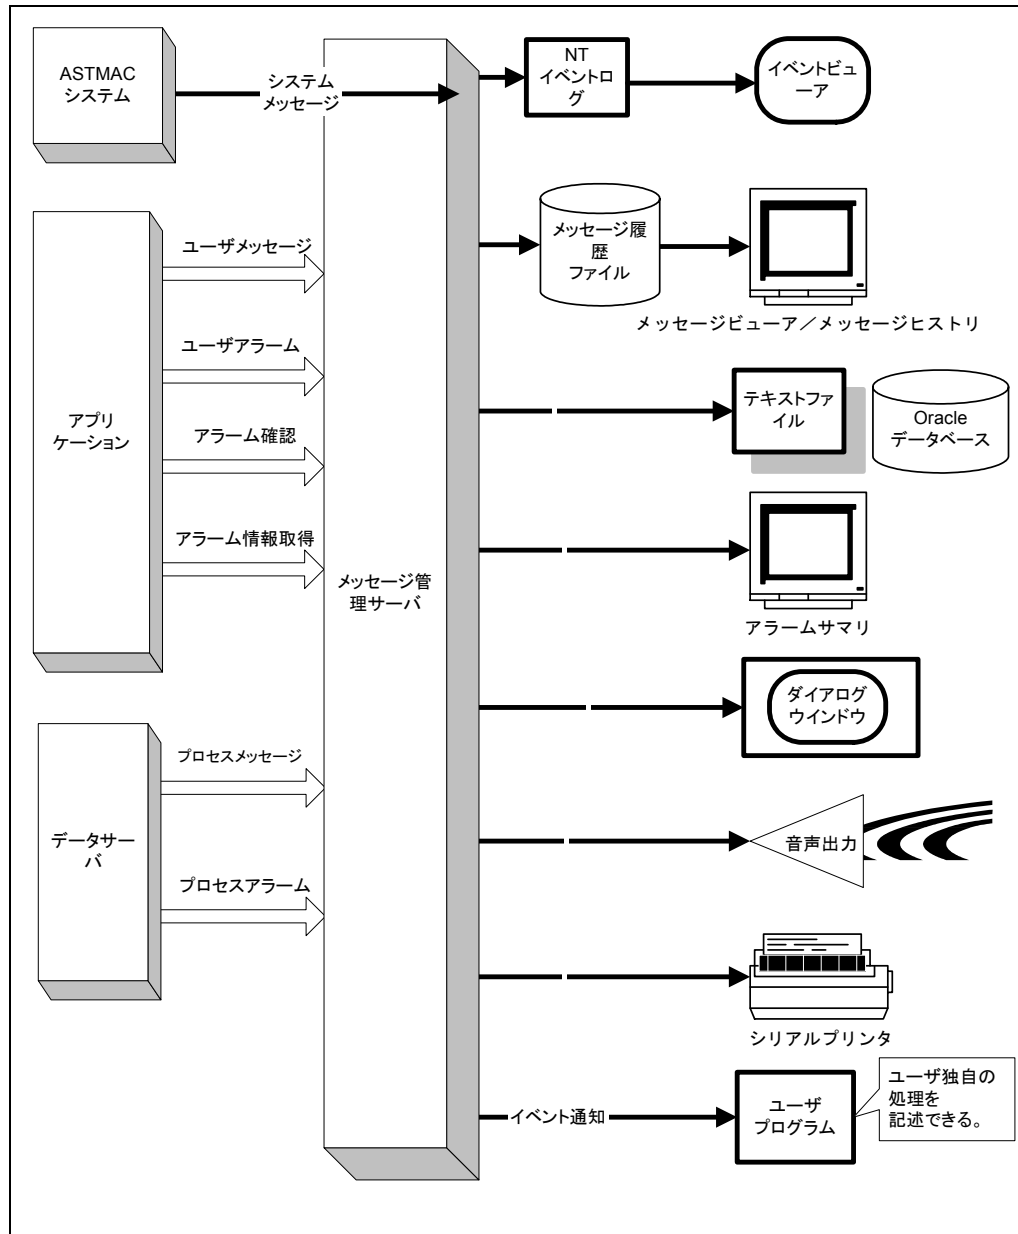 ASTMAC
システム
システム
メッセージ
NT
イベントロ
グ
イベントビュ
ーア
ユーザメッセージ
メッセージ履
歴
ファイル
メッセージビューア／メッセージヒストリ
ユーザアラーム
アプリ
ケーション
アラーム確認
テキストファ
イル
Oracle
データベース
アラーム情報取得
メッセージ管
理サーバ
アラームサマリ
ダイアログ
ウインドウ
プロセスメッセージ
データサー
バ
プロセスアラーム
音声出力
シリアルプリンタ
イベント通知
ユーザ
プログラム
ユーザ独自の
処理を
記述できる。